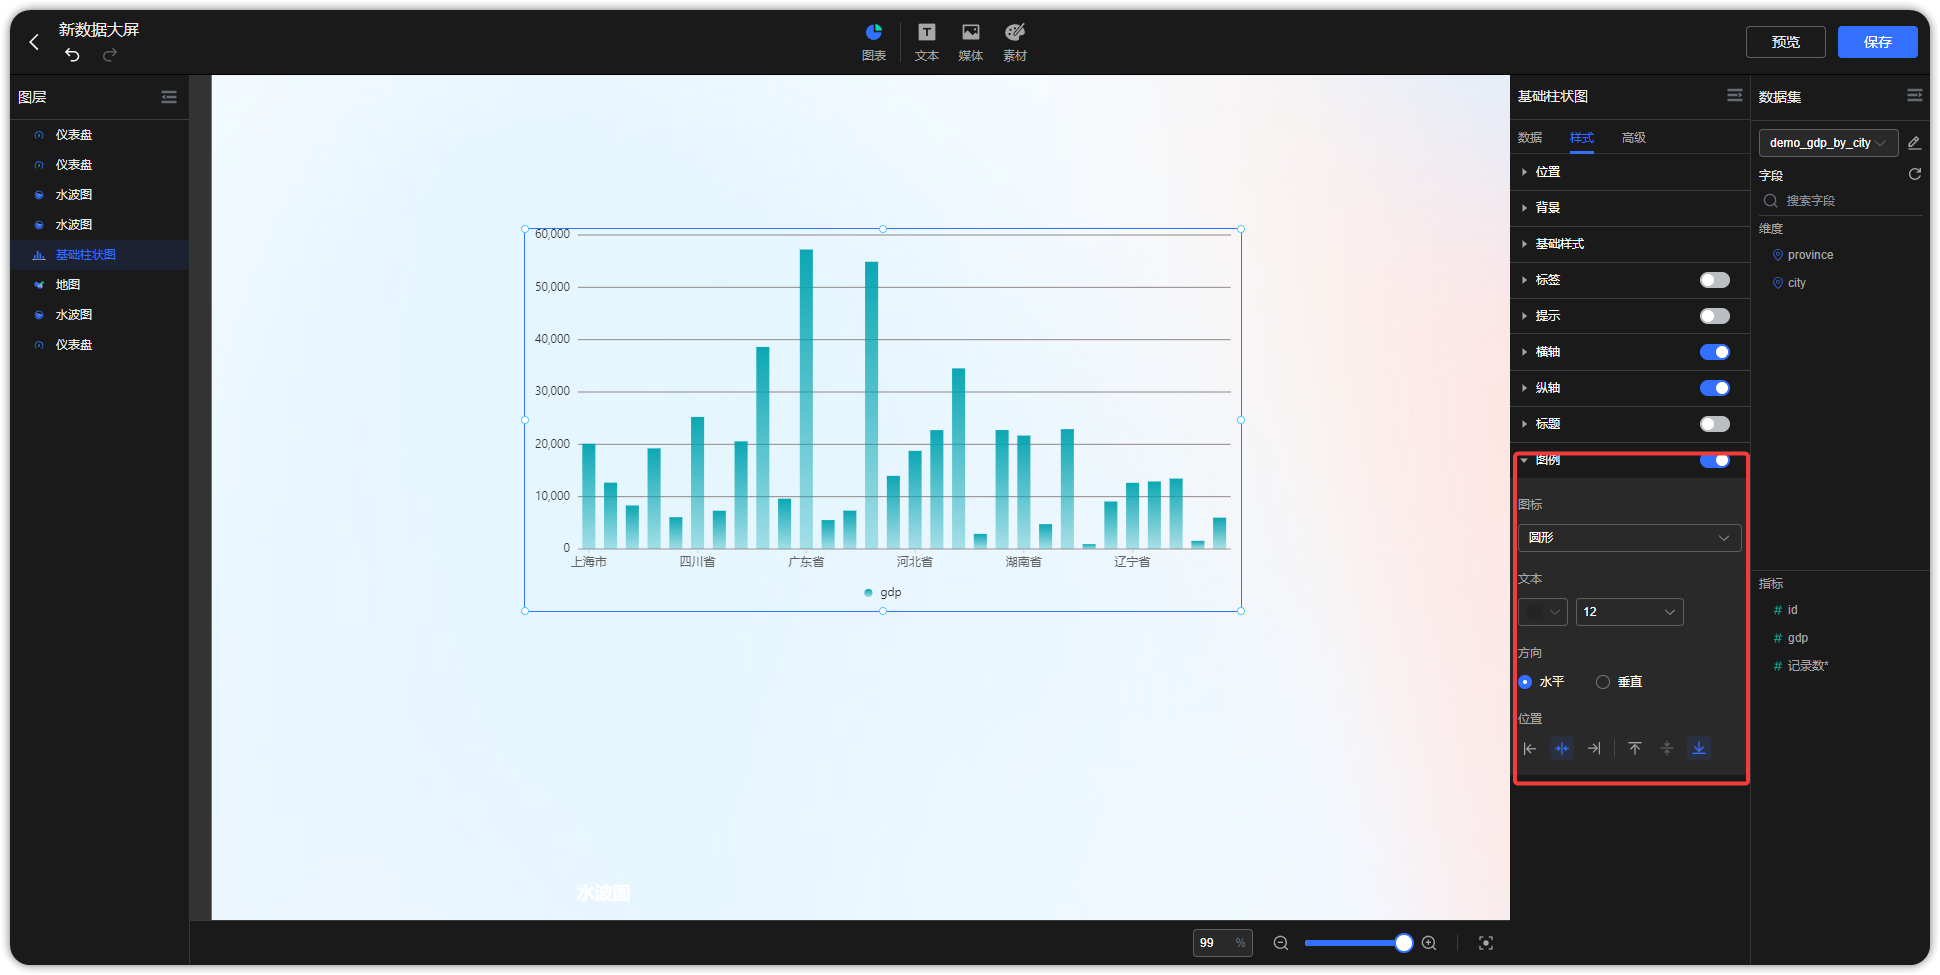 新数据大屏
图表
文本
媒体
素材
预览
保存
图层
仪表盘
仪表盘
水波图
水波图
基础柱状图
地图
水波图
仪表盘
60,000
50,000
40,000
30,000
20,000
10,000
0
上海市 四川省 广东省 河北省 湖南省 辽宁省
gdp
水波图
99 %
基础柱状图
数据 样式 高级
位置
背景
基础样式
标签
提示
横轴
纵轴
标题
图例
图标
圆形
文本
12
方向
水平 垂直
位置
数据集
demo_gdp_by_city
字段
搜索字段
维度
province
city
指标
# id
# gdp
# 记录数*